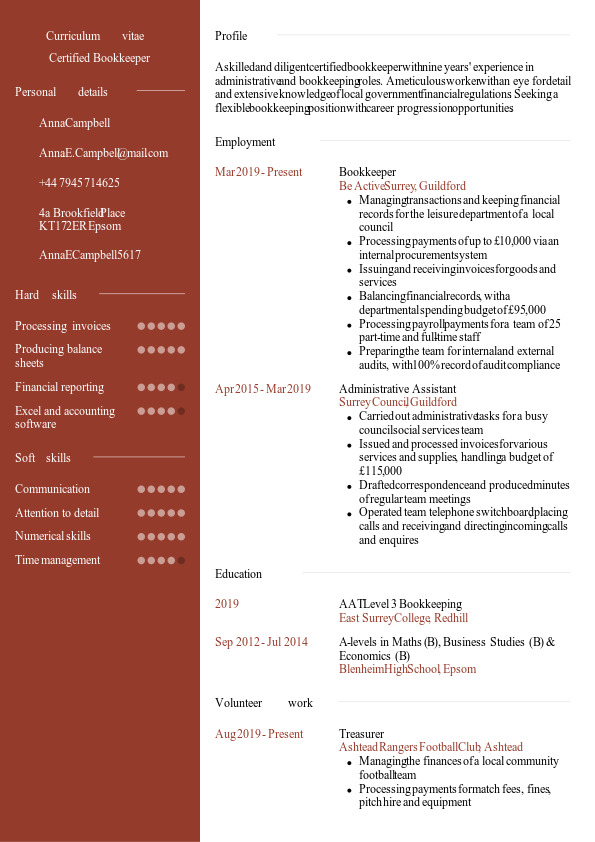 Curriculum vitae
Certified Bookkeeper
Personal details
AnnaCampbell
AnnaE.Campbell@mail.com
+44 7945 714625
4a Brookfield Place
KT172ER Epsom
AnnaECampbell5617
Hard skills
Processing invoices
Producing balance
sheets
Financial reporting
Excel and accounting
software
Soft skills
Communication
Attention to detail
Numerical skills
Time management
Profile
A skilled and diligent certified bookkeeper with nine years' experience in
administrative and bookkeeping roles. A meticulous worker with an eye for detail
and extensive knowledge of local government financial regulations. Seeking a
flexible bookkeeping position with career progression opportunities
Employment
Mar 2019 - Present
Bookkeeper
Be Active Surrey, Guildford
• Managing transactions and keeping financial
records for the leisure department of a local
council
• Processing payments of up to £10,000 via an
internal procurement system
• Issuing and receiving invoices for goods and
services
• Balancing financial records, with a
departmental spending budget of £95,000
• Processing payroll payments for a team of 25
part-time and full-time staff
• Preparing the team for internal and external
audits, with 100% record of audit compliance
Apr 2015 - Mar 2019
Administrative Assistant
Surrey Council, Guildford
• Carried out administrative tasks for a busy
council social services team
• Issued and processed invoices for various
services and supplies, handling a budget of
£115,000
• Drafted correspondence and produced minutes
of regular team meetings
• Operated team telephone switchboard placing
calls and receiving and directing incoming calls
and enquires
Education
2019
AAT Level 3 Bookkeeping
East Surrey College, Redhill
Sep 2012 - Jul 2014
A-levels in Maths (B), Business Studies (B) &
Economics (B)
Blenheim High School, Epsom
Volunteer work
Aug 2019 - Present
Treasurer
Ashtead Rangers Football Club, Ashtead
• Managing the finances of a local community
football team
• Processing payments for match fees, fines,
pitch hire and equipment